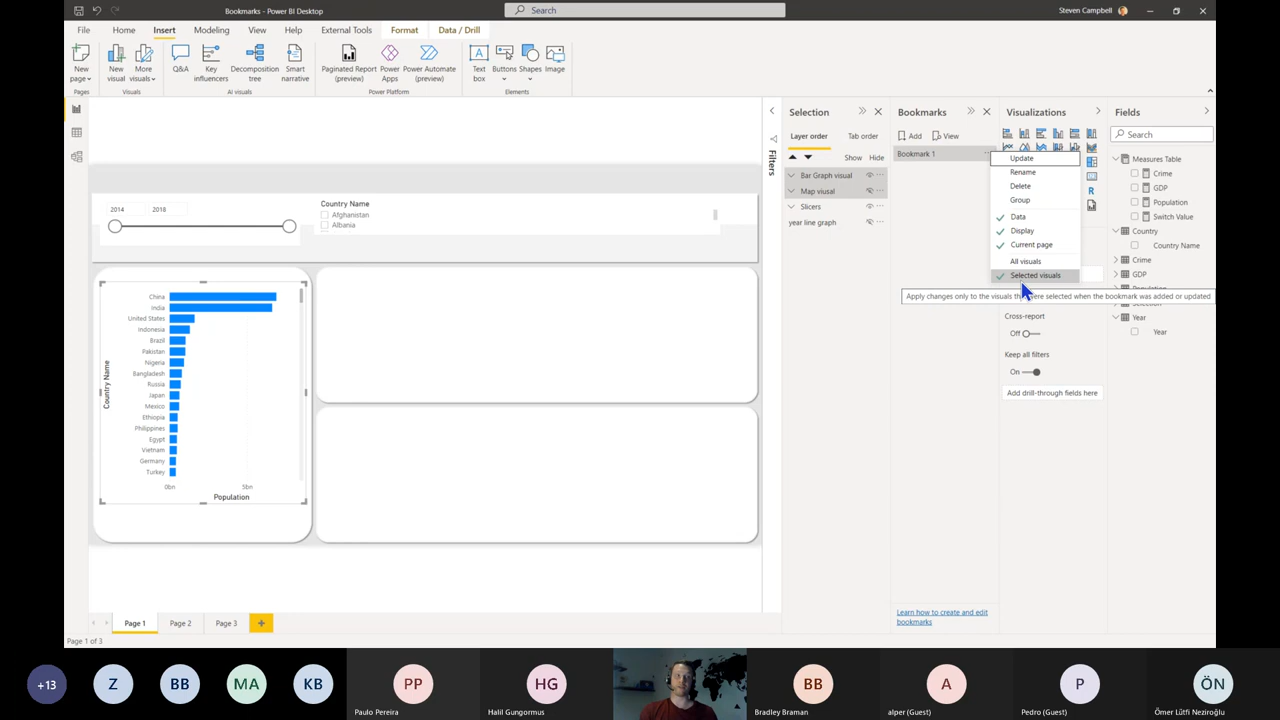 Bookmarks - Power BI Desktop
Search
Steven Campbell
File Home Insert Modeling View Help External Tools Format Data / Drill
New page
New visual
More visuals
Q&A
Key influencers
Decomposition tree
Smart narrative
Paginated Report (preview)
Power Apps
Power Automate (preview)
Text box
Buttons
Shapes
Image
Pages Visuals AI visuals Power Platform Elements
2014 2018
Country Name
Afghanistan
Albania
Country Name
China
India
United States
Indonesia
Brazil
Pakistan
Nigeria
Bangladesh
Russia
Japan
Mexico
Ethiopia
Philippines
Egypt
Vietnam
Germany
Turkey
0bn 5bn
Population
Filters
Selection
Layer order Tab order
Show Hide
Bar Graph visual
Map viusal
Slicers
year line graph
Bookmarks
Add View
Bookmark 1
Update
Rename
Delete
Group
Data
Display
Current page
All visuals
Selected visuals
Apply changes only to the visuals that were selected when the bookmark was added or updated
Learn how to create and edit
bookmarks
Visualizations
R
Cross-report
Off
Keep all filters
On
Add drill-through fields here
Fields
Search
Measures Table
Crime
GDP
Population
Switch Value
Country
Country Name
Crime
GDP
Year
Year
Page 1 Page 2 Page 3 +
Page 1 of 3
+13 Z BB MA KB PP HG BB A P ÖN
Paulo Pereira Halil Gungormus Bradley Braman alper (Guest) Pedro (Guest) Ömer Lütfi Neziroğlu